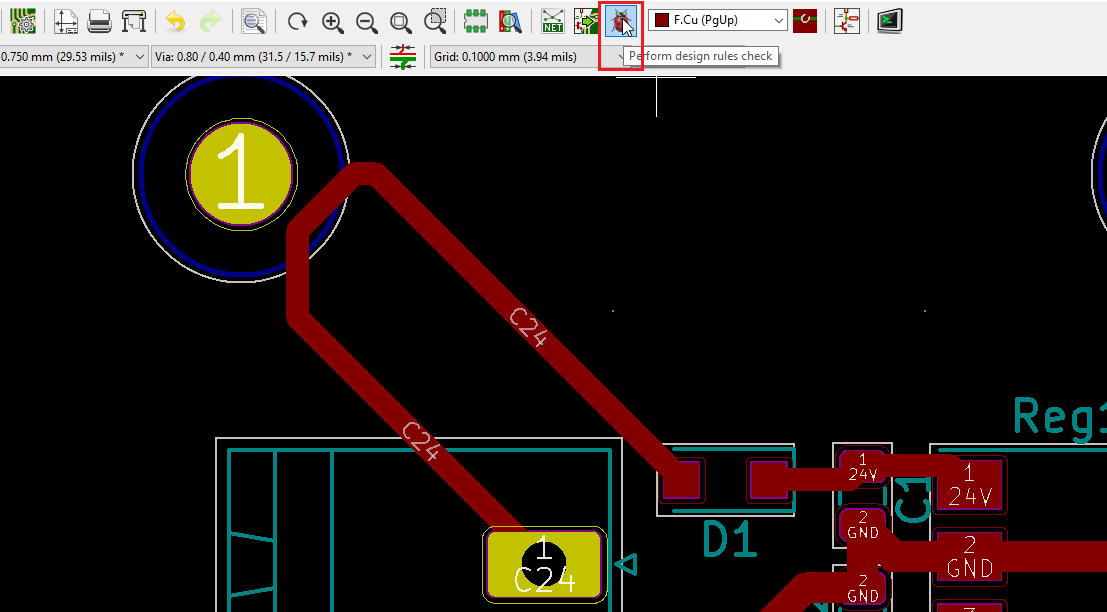 NET
F.Cu (PgUp)
0.750 mm (29.53 mils) *
Via: 0.80 / 0.40 mm (31.5 / 15.7 mils) *
Grid: 0.1000 mm (3.94 mils)
Perform design rules check
1
C24
C24
Reg1
1
24V
1
24V
C1
D1
2
GND
2
GND
1
C24
2
GND